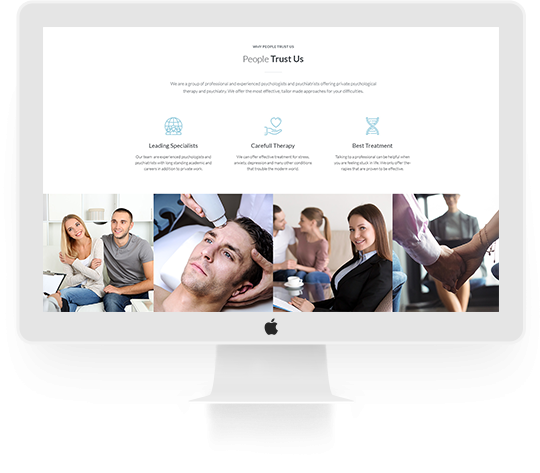 WHY PEOPLE TRUST US
People Trust Us
We are a group of professional and experienced psychologists and psychiatrists offering private psychological
therapy and psychiatry. We offer the most effective, tailor-made approaches for your difficulties.
Leading Specialists
Our team are experienced psychologists and
psychiatrists with long standing academic and
careers in addition to private work.
Carefull Therapy
We can offer effective treatment for stress,
anxiety, depression and many other conditions
that trouble the modern world.
Best Treatment
Talking to a professional can be helpful when
you are feeling stuck in life. We only offer the
rapies that are proven to be effective.